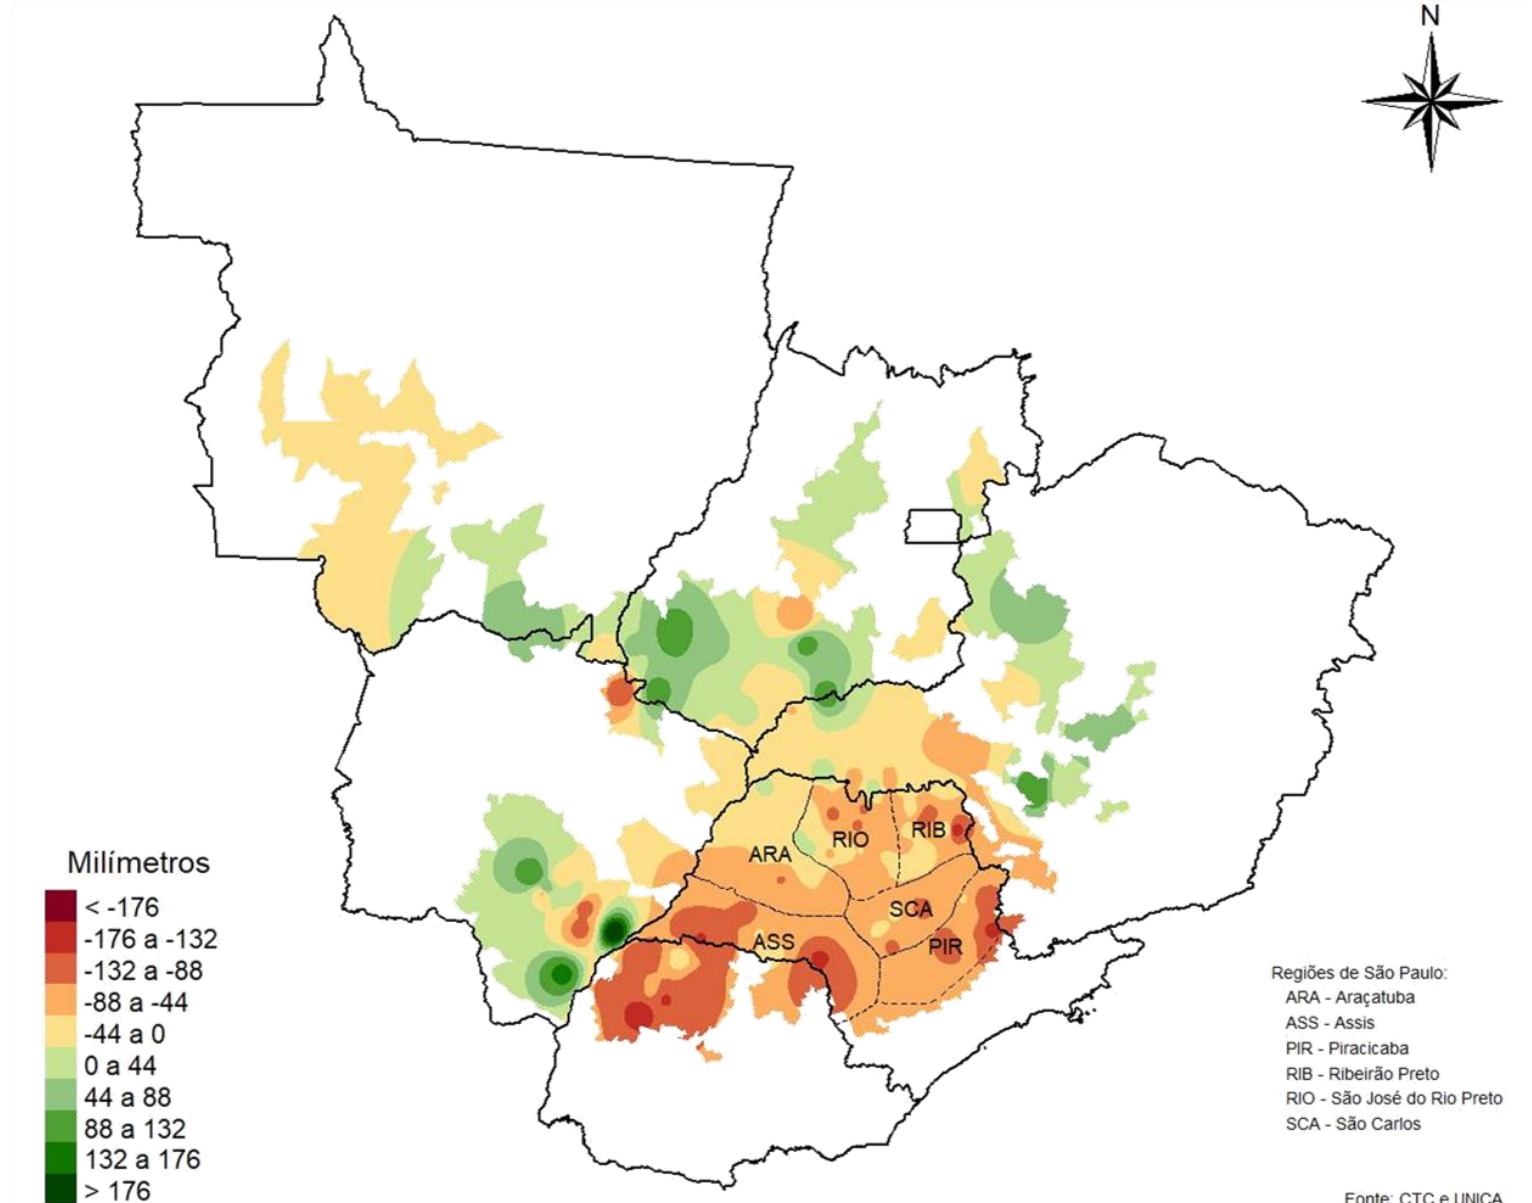 N
ARA
RIO
RIB
SCA
ASS
PIR
Milímetros
< -176
-176 a -132
-132 a -88
-88 a -44
-44 a 0
0 a 44
44 a 88
88 a 132
132 a 176
> 176
Regiões de São Paulo:
ARA - Araçatuba
ASS - Assis
PIR - Piracicaba
RIB - Ribeirão Preto
RIO - São José do Rio Preto
SCA - São Carlos
Fonte: CTC e UNICA